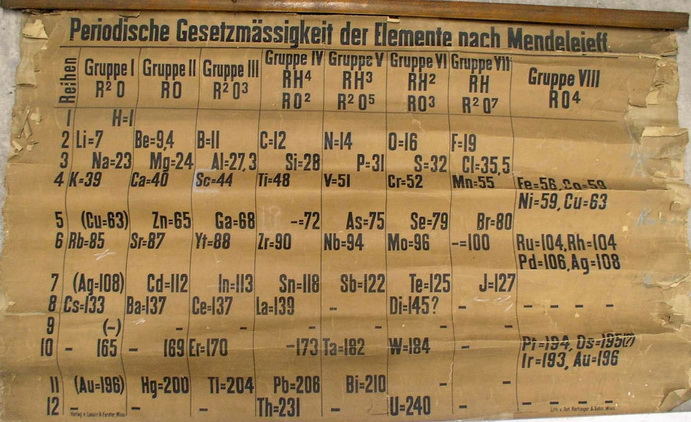 Periodische Gesetzmässigkeit der Elemente nach Mendelejeff.
Reihen Gruppe I Gruppe II Gruppe III Gruppe IV Gruppe V Gruppe VI Gruppe VII Gruppe VIII
RH⁴ RH³ RH² RH
R²O RO R²O³ RO² R²O⁵ RO³ R²O⁷ RO⁴
1 H=1
2 Li=7 Be=9,4 B=11 C=12 N=14 O=16 F=19
3 Na=23 Mg=24 Al=27,3 Si=28 P=31 S=32 Cl=35,5
4 K=39 Ca=40 Sc=44 Ti=48 V=51 Cr=52 Mn=55 Fe=56, Co=59
Ni=59, Cu=63
5 (Cu=63) Zn=65 Ga=68 -=72 As=75 Se=79 Br=80
6 Rb=85 Sr=87 Yt=88 Zr=90 Nb=94 Mo=96 -=100 Ru=104, Rh=104
Pd=106, Ag=108
7 (Ag=108) Cd=112 In=113 Sn=118 Sb=122 Te=125 J=127
8 Cs=133 Ba=137 Ce=137 La=139 - Di=145? - - - - -
9 (-) - - - - - -
10 - 165 - 169 Er=170 -173 Ta=182 W=184 - Pt=194, Os=195(?)
Ir=193, Au=196
11 (Au=196) Hg=200 Tl=204 Pb=206 Bi=210 - -
12 - - - Th=231 - U=240 - - - - -
Verlag v. Lenoir & Forster, Wien.